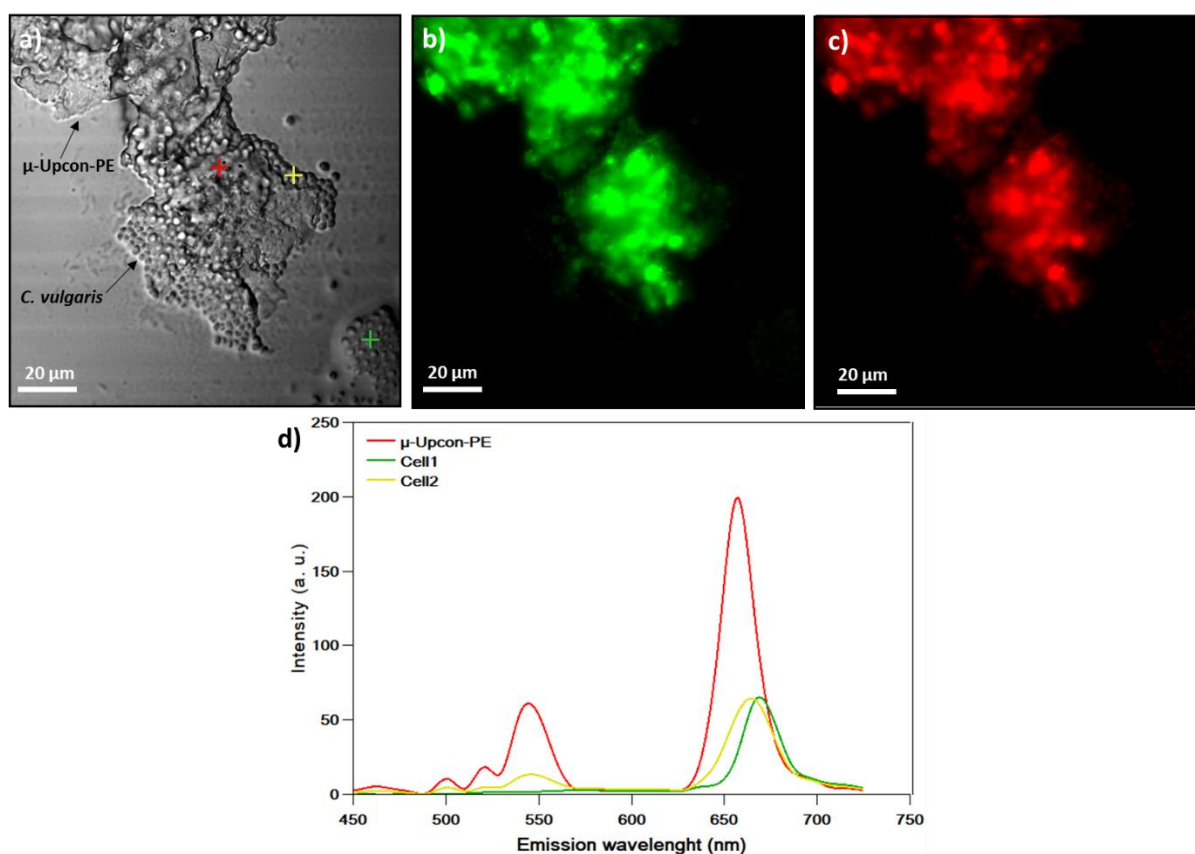 a)
b)
c)
μ-Upcon-PE
C. vulgaris
20 μm
20 μm
20 μm
d)
250
200
150
100
50
0
Intensity (a. u.)
μ-Upcon-PE
Cell1
Cell2
450
500
550
600
650
700
750
Emission wavelenght (nm)